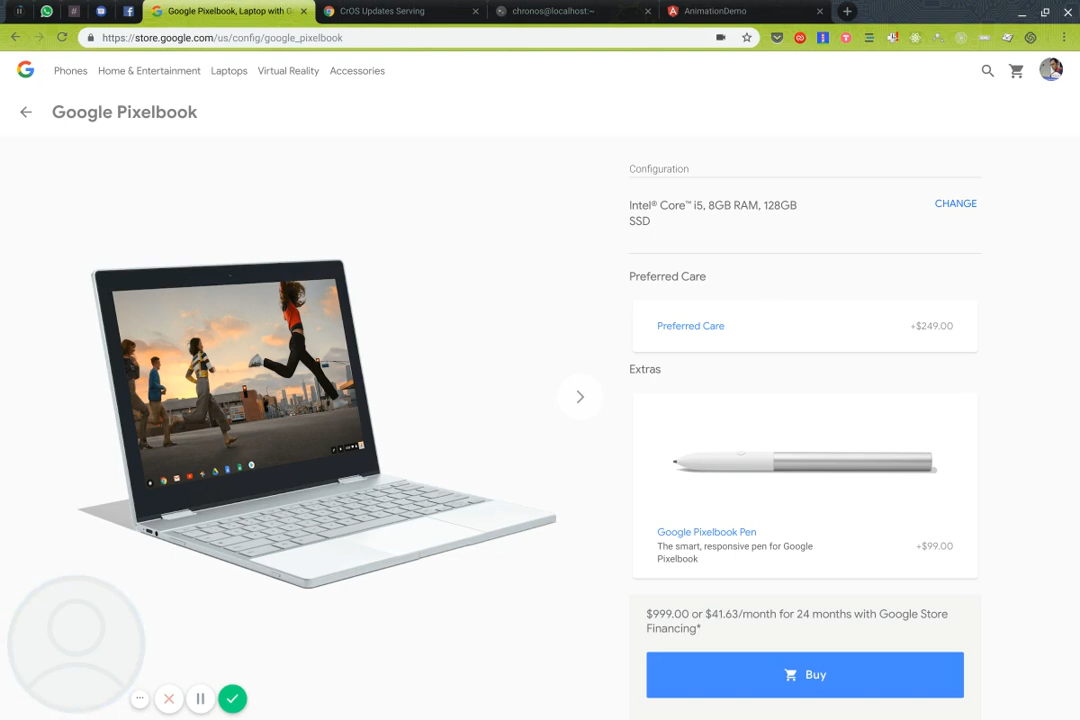 Google Pixelbook, Laptop with G
CrOS Updates Serving
chronos@localhost:~
AnimationDemo
https://store.google.com/us/config/google_pixelbook
Phones
Home & Entertainment
Laptops
Virtual Reality
Accessories
Google Pixelbook
Configuration
Intel® Core™ i5, 8GB RAM, 128GB
SSD
CHANGE
Preferred Care
Preferred Care
+$249.00
Extras
Google Pixelbook Pen
The smart, responsive pen for Google
Pixelbook
+$99.00
$999.00 or $41.63/month for 24 months with Google Store
Financing*
Buy